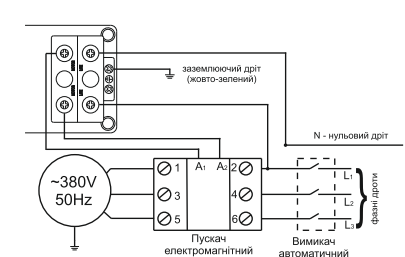 заземлюючий дріт
(жовто-зелений)
N - нульовий дріт
~380V
50Hz
1
A1
A2
2
L1
3
4
L2
5
6
L3
фазні дроти
Пускач
електромагнітний
Вимикач
автоматичний